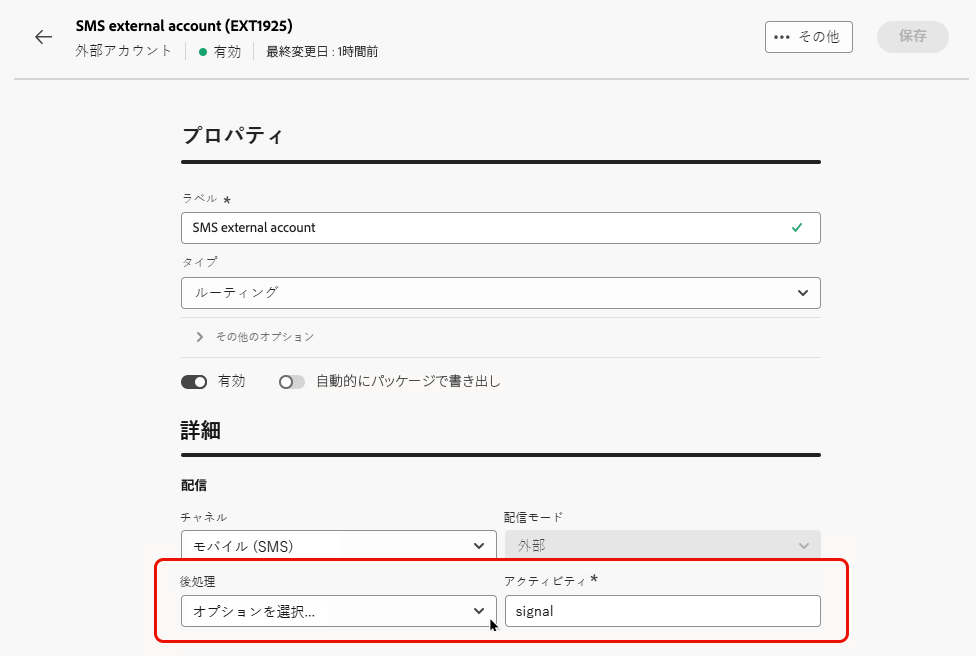 SMS external account (EXT1925)
外部アカウント 有効 最終変更日 : 1時間前
••• その他 保存
プロパティ
ラベル *
SMS external account
タイプ
ルーティング
その他のオプション
有効 自動的にパッケージで書き出し
詳細
配信
チャネル 配信モード
モバイル (SMS) 外部
後処理 アクティビティ *
オプションを選択... signal